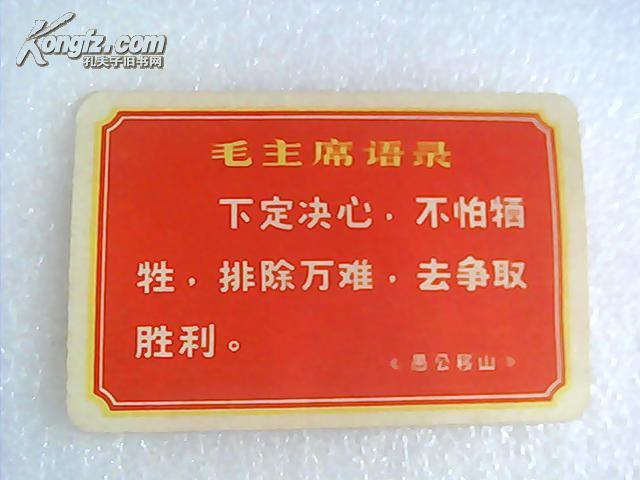 Kongfz.com
孔夫子旧书网
毛主席语录
下定决心，不怕牺
牲，排除万难，去争取
胜利。
《愚公移山》